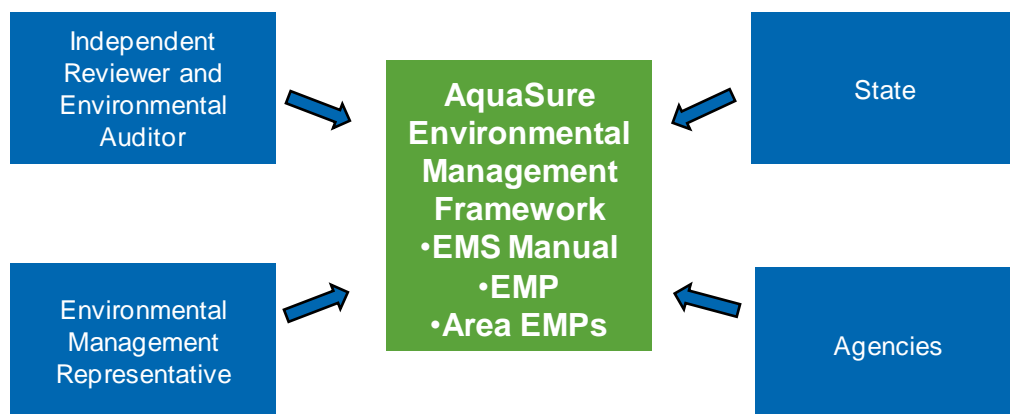 Independent
Reviewer and
Environmental
Auditor
AquaSure
Environmental
Management
Framework
•EMS Manual
•EMP
•Area EMPs
State
Environmental
Management
Representative
Agencies